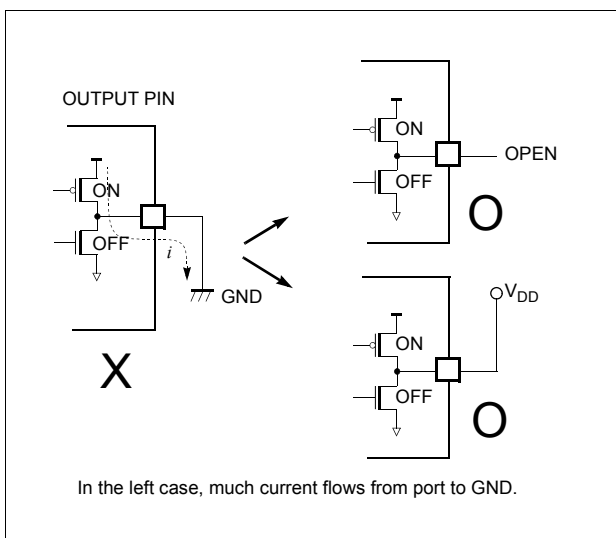 OUTPUT PIN
ON
OFF
i
GND
X
ON
OFF
OPEN
O
VDD
ON
OFF
O
In the left case, much current flows from port to GND.